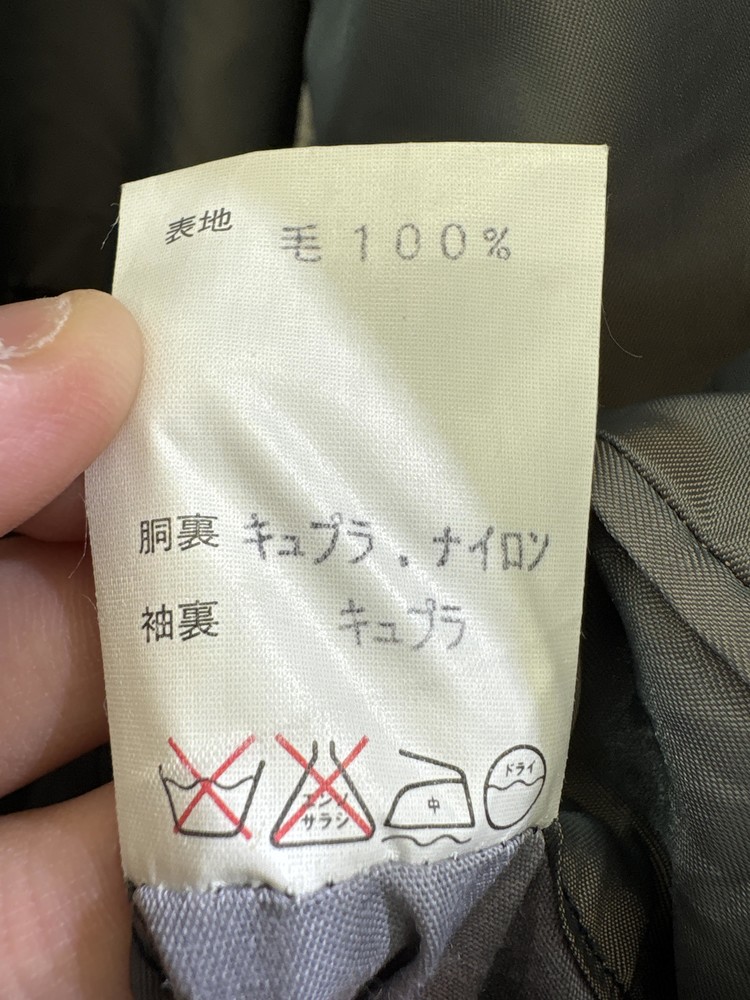 表地 毛100%
胴裏 キュプラ.ナイロン
袖裏 キュプラ
エンソ
サラシ
中
ドライ